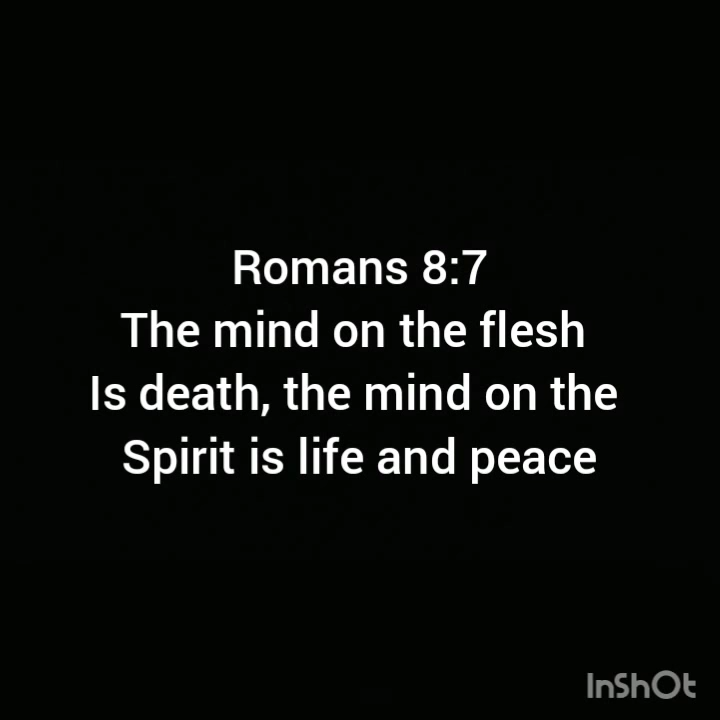 Romans 8:7
The mind on the flesh
Is death, the mind on the
Spirit is life and peace
InShOt